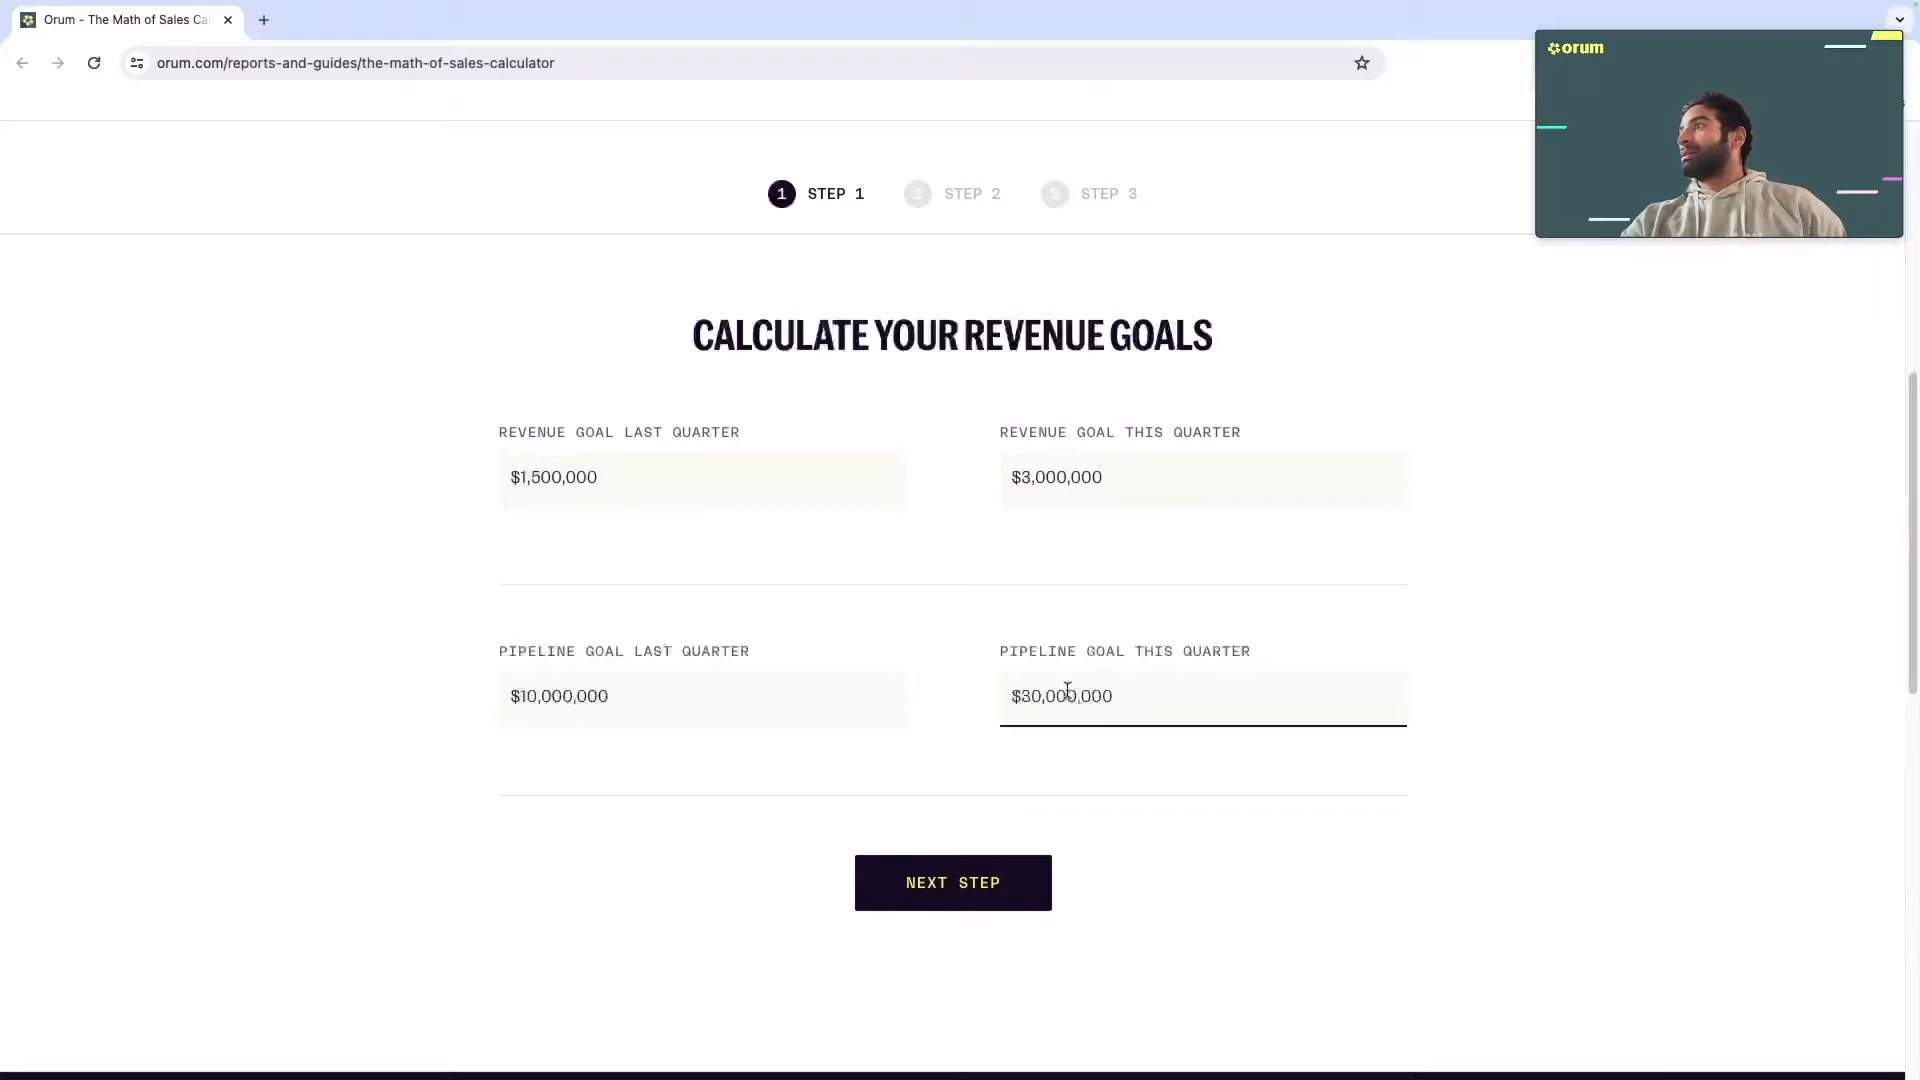 Orum - The Math of Sales Ca
orum.com/reports-and-guides/the-math-of-sales-calculator
orum
1 STEP 1
2 STEP 2
3 STEP 3
CALCULATE YOUR REVENUE GOALS
REVENUE GOAL LAST QUARTER
REVENUE GOAL THIS QUARTER
$1,500,000
$3,000,000
PIPELINE GOAL LAST QUARTER
PIPELINE GOAL THIS QUARTER
$10,000,000
$30,000,000
NEXT STEP